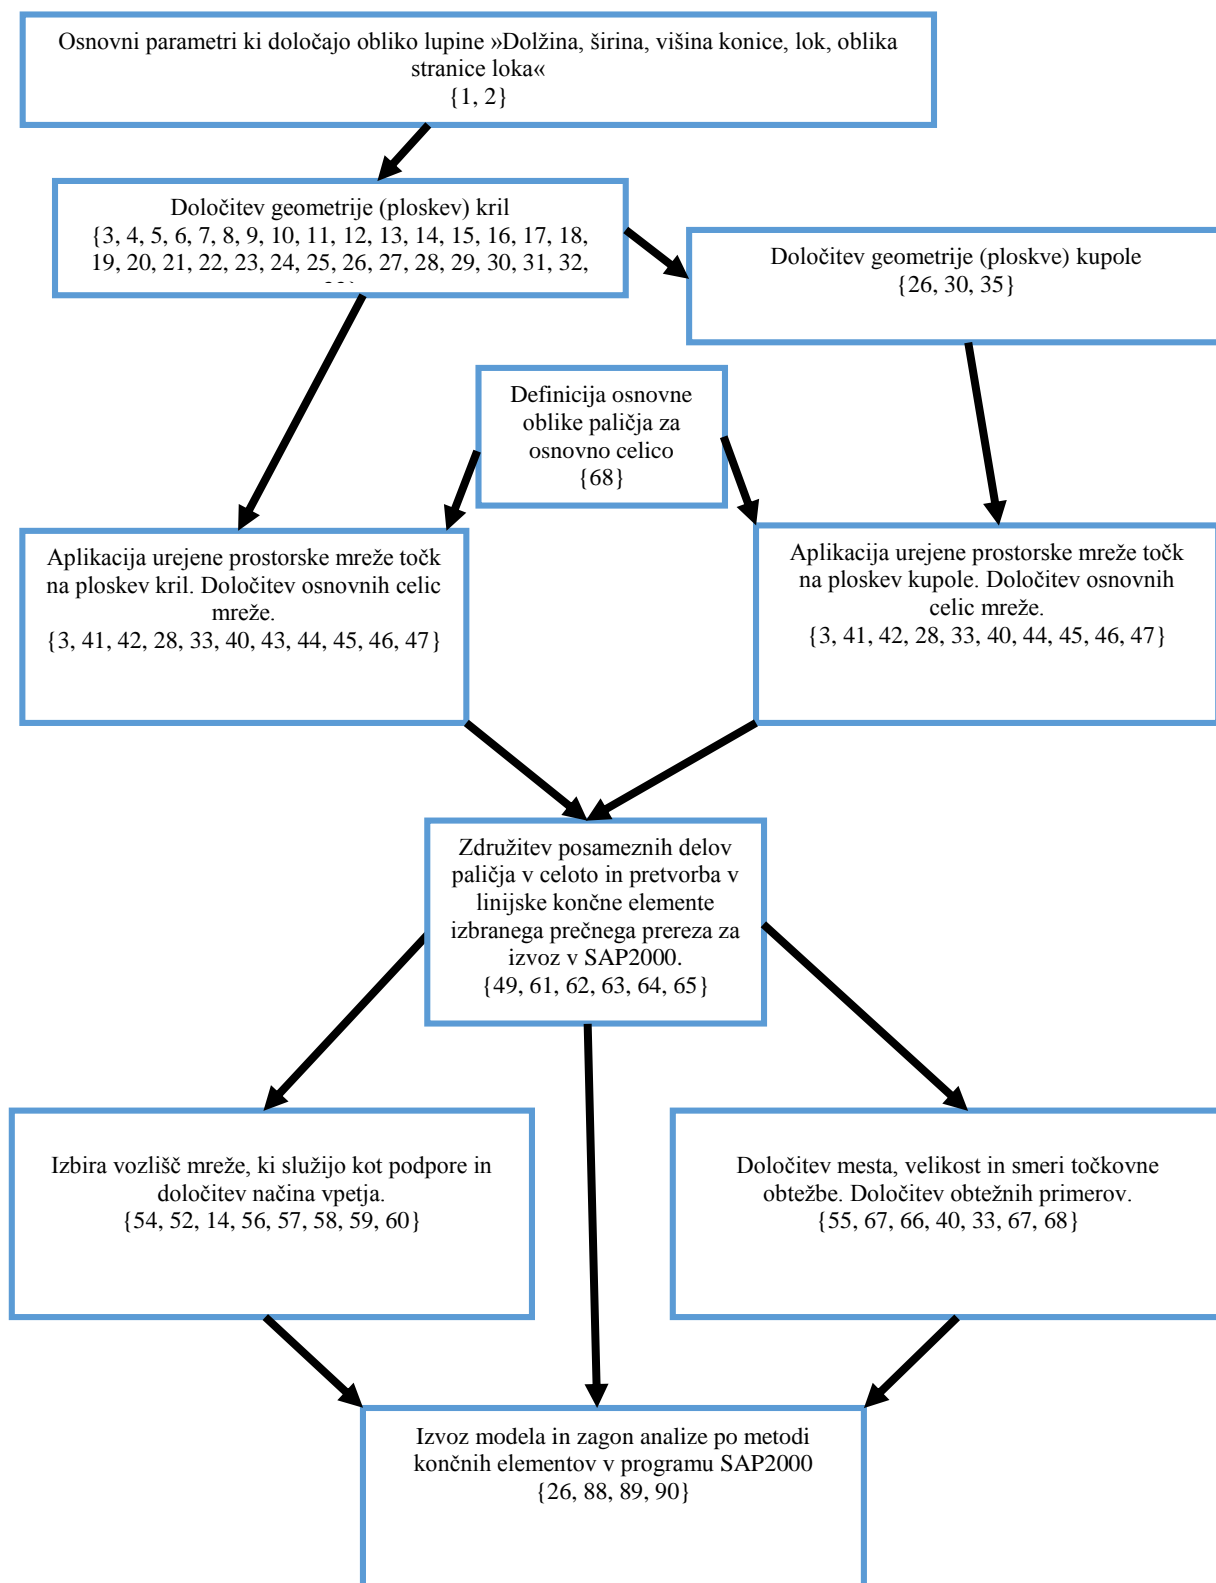 Osnovni parametri ki določajo obliko lupine »Dolžina, širina, višina konice, lok, oblika
stranice loka«
{1, 2}
Določitev geometrije (ploskev) kril
{3, 4, 5, 6, 7, 8, 9, 10, 11, 12, 13, 14, 15, 16, 17, 18,
19, 20, 21, 22, 23, 24, 25, 26, 27, 28, 29, 30, 31, 32,
Določitev geometrije (ploskve) kupole
{26, 30, 35}
Definicija osnovne
oblike paličja za
osnovno celico
{68}
Aplikacija urejene prostorske mreže točk
na ploskev kril. Določitev osnovnih celic
mreže.
{3, 41, 42, 28, 33, 40, 43, 44, 45, 46, 47}
Aplikacija urejene prostorske mreže točk
na ploskev kupole. Določitev osnovnih
celic mreže.
{3, 41, 42, 28, 33, 40, 44, 45, 46, 47}
Združitev posameznih delov
paličja v celoto in pretvorba v
linijske končne elemente
izbranega prečnega prereza za
izvoz v SAP2000.
{49, 61, 62, 63, 64, 65}
Izbira vozlišč mreže, ki služijo kot podpore in
določitev načina vpetja.
{54, 52, 14, 56, 57, 58, 59, 60}
Določitev mesta, velikost in smeri točkovne
obtežbe. Določitev obtežnih primerov.
{55, 67, 66, 40, 33, 67, 68}
Izvoz modela in zagon analize po metodi
končnih elementov v programu SAP2000
{26, 88, 89, 90}